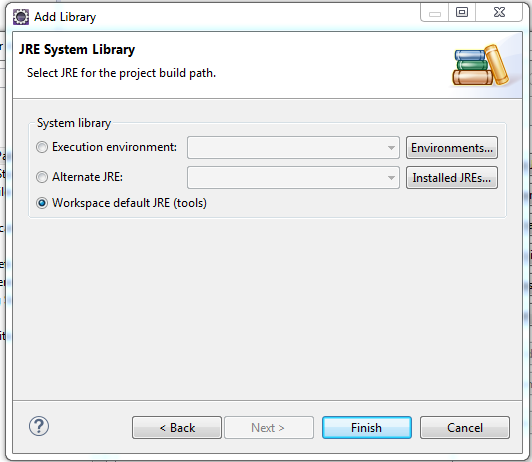 Add Library
JRE System Library
Select JRE for the project build path.
System library
Execution environment:
Environments...
Alternate JRE:
Installed JREs...
Workspace default JRE (tools)
?
< Back
Next >
Finish
Cancel